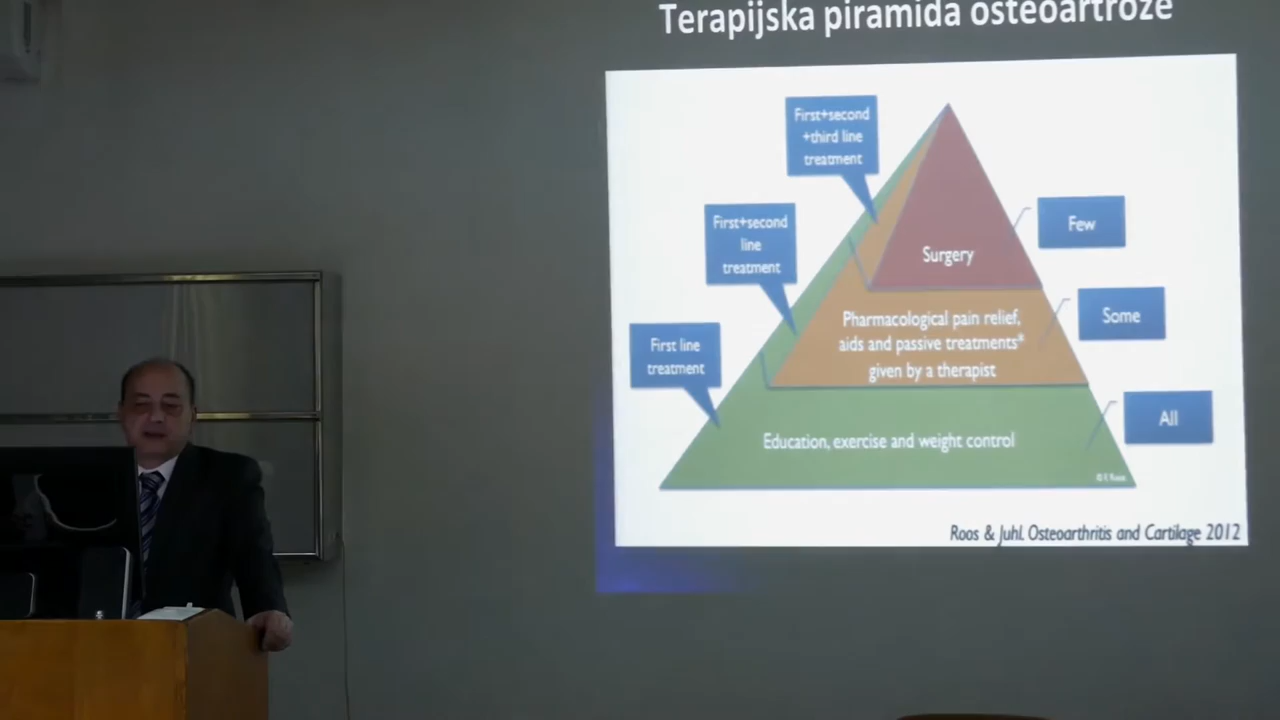 Terapijska piramida osteoartroze
First+second
+third line
treatment
First+second
line
treatment
First line
treatment
Surgery
Pharmacological pain relief,
aids and passive treatments*
given by a therapist
Education, exercise and weight control
Few
Some
All
© E Roos
Roos & Juhl. Osteoarthritis and Cartilage 2012